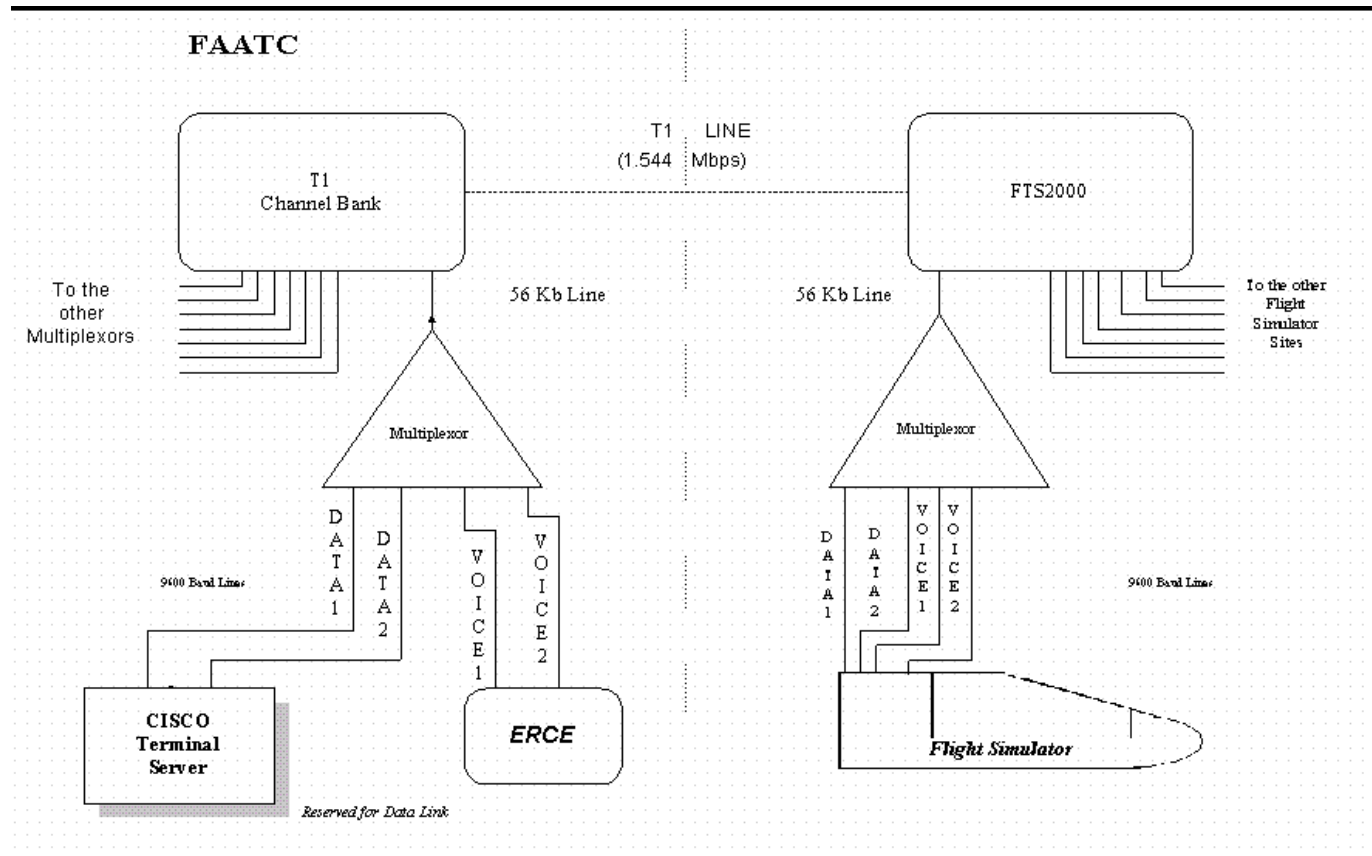 FAATC
T1 LINE
(1.544 Mbps)
T1
Channel Bank
FTS2000
To the
other
Multiplexors
56 Kb Line
56 Kb Line
To the other
Flight
Simulator
Sites
Multiplexor
Multiplexor
DATA1
DATA2
VOICE1
VOICE2
DATA1
DATA2
VOICE1
VOICE2
9600 Baud Lines
9600 Baud Lines
CISCO
Terminal
Server
ERCE
Flight Simulator
Reserved for Data Link